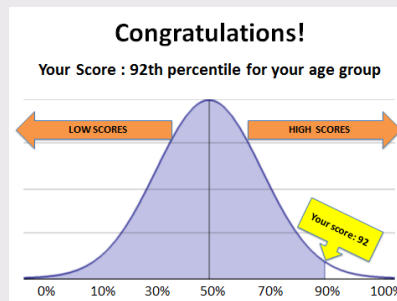 Congratulations!
Your Score : 92th percentile for your age group
LOW SCORES
HIGH SCORES
Your score: 92
0% 10% 30% 50% 70% 90% 100%